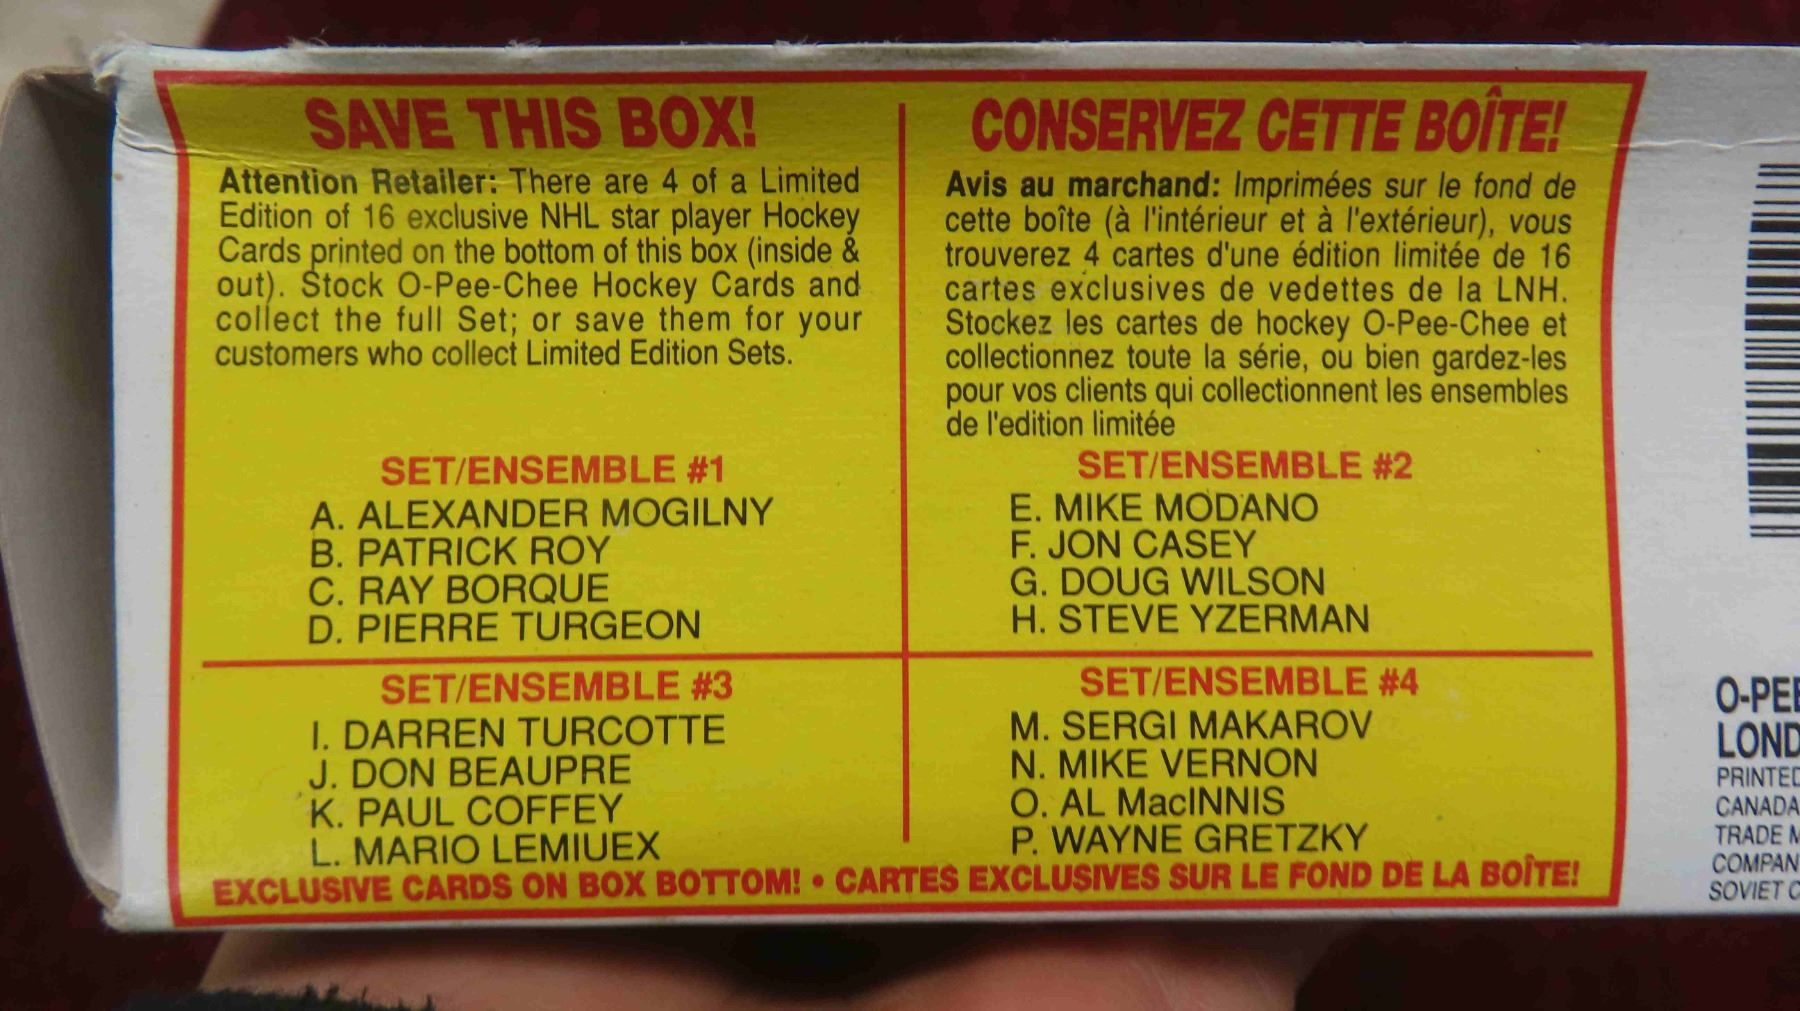 SAVE THIS BOX!
Attention Retailer: There are 4 of a Limited
Edition of 16 exclusive NHL star player Hockey
Cards printed on the bottom of this box (inside &
out). Stock O-Pee-Chee Hockey Cards and
collect the full Set; or save them for your
customers who collect Limited Edition Sets.
CONSERVEZ CETTE BOÎTE!
Avis au marchand: Imprimées sur le fond de
cette boîte (à l'intérieur et à l'extérieur), vous
trouverez 4 cartes d'une édition limitée de 16
cartes exclusives de vedettes de la LNH.
Stockez les cartes de hockey O-Pee-Chee et
collectionnez toute la série, ou bien gardez-les
pour vos clients qui collectionnent les ensembles
de l'edition limitée
SET/ENSEMBLE #1
A. ALEXANDER MOGILNY
B. PATRICK ROY
C. RAY BORQUE
D. PIERRE TURGEON
SET/ENSEMBLE #2
E. MIKE MODANO
F. JON CASEY
G. DOUG WILSON
H. STEVE YZERMAN
SET/ENSEMBLE #3
I. DARREN TURCOTTE
J. DON BEAUPRE
K. PAUL COFFEY
L. MARIO LEMIUEX
SET/ENSEMBLE #4
M. SERGI MAKAROV
N. MIKE VERNON
O. AL MacINNIS
P. WAYNE GRETZKY
EXCLUSIVE CARDS ON BOX BOTTOM! • CARTES EXCLUSIVES SUR LE FOND DE LA BOÎTE!
O-PEE
LOND
PRINTED
CANADA
TRADE M
COMPAN
SOVIET C